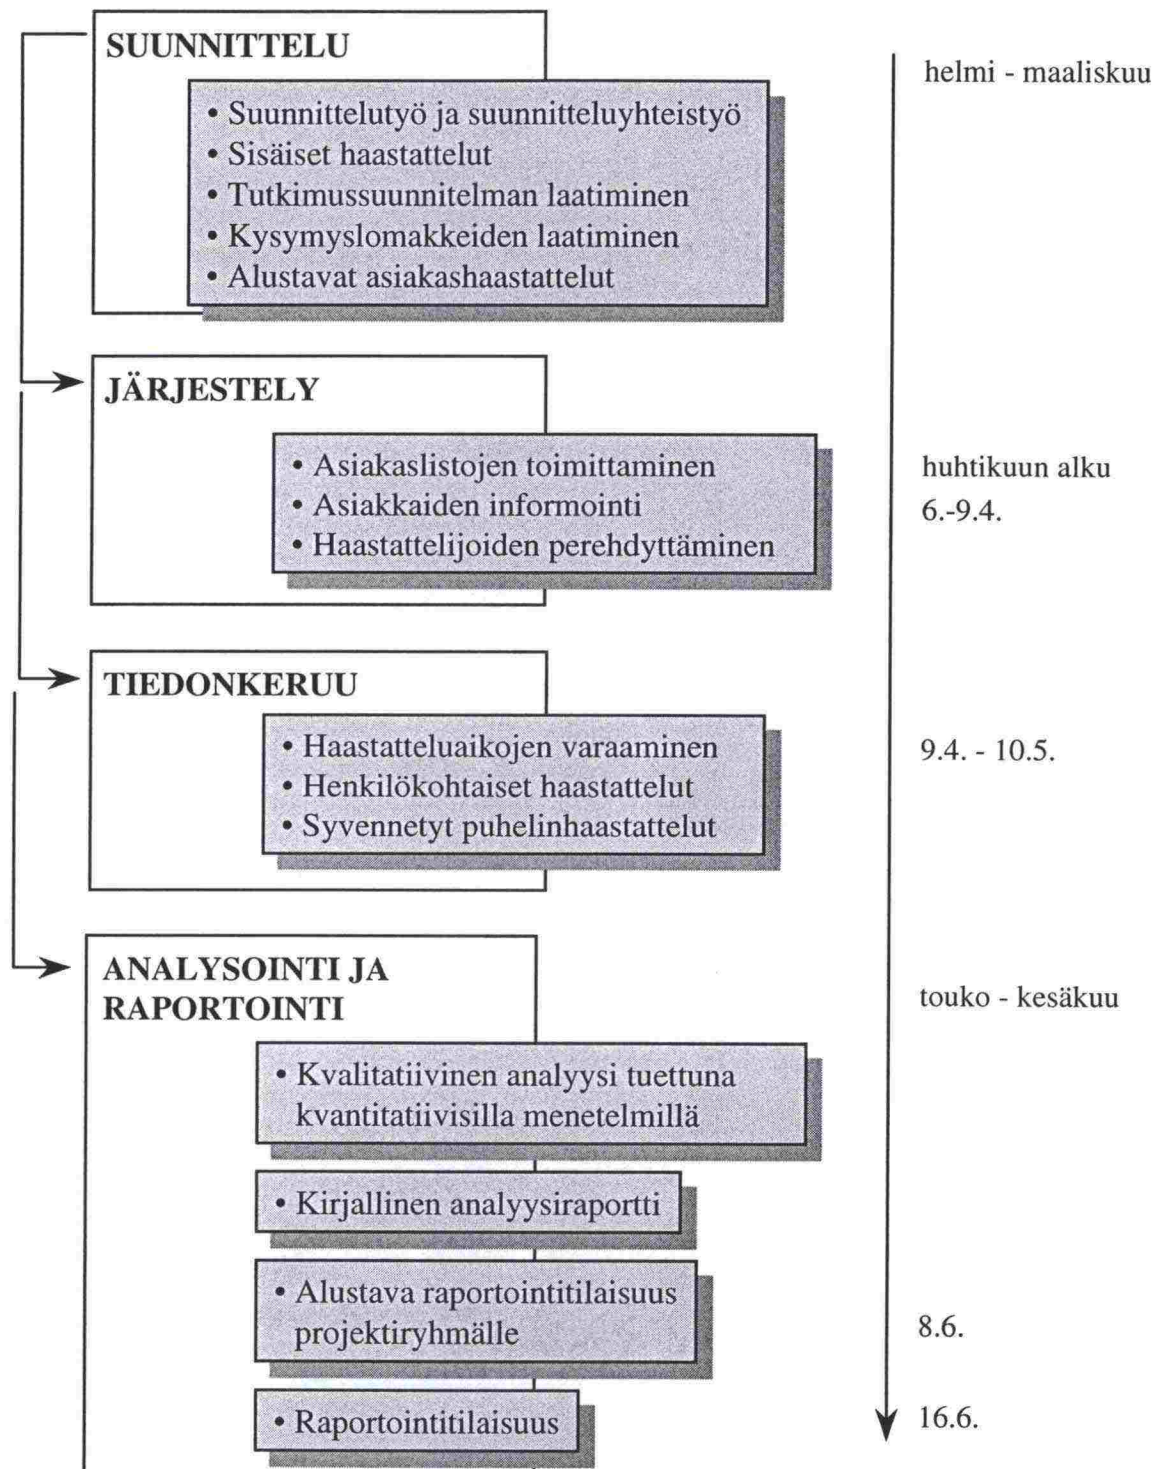 SUUNNITTELU
helmi - maaliskuu
• Suunnittelutyö ja suunnitteluyhteistyö
• Sisäiset haastattelut
• Tutkimussuunnitelman laatiminen
• Kysymyslomakkeiden laatiminen
• Alustavat asiakashaastattelut
JÄRJESTELY
• Asiakaslistojen toimittaminen
• Asiakkaiden informointi
• Haastattelijoiden perehdyttäminen
huhtikuun alku
6.-9.4.
TIEDONKERUU
• Haastatteluaikojen varaaminen
• Henkilökohtaiset haastattelut
• Syvennetyt puhelinhaastattelut
9.4. - 10.5.
ANALYSOINTI JA
RAPORTOINTI
touko - kesäkuu
• Kvalitatiivinen analyysi tuettuna
kvantitatiivisilla menetelmillä
• Kirjallinen analyysiraportti
• Alustava raportointitilaisuus
projektiryhmälle
8.6.
• Raportointitilaisuus
16.6.